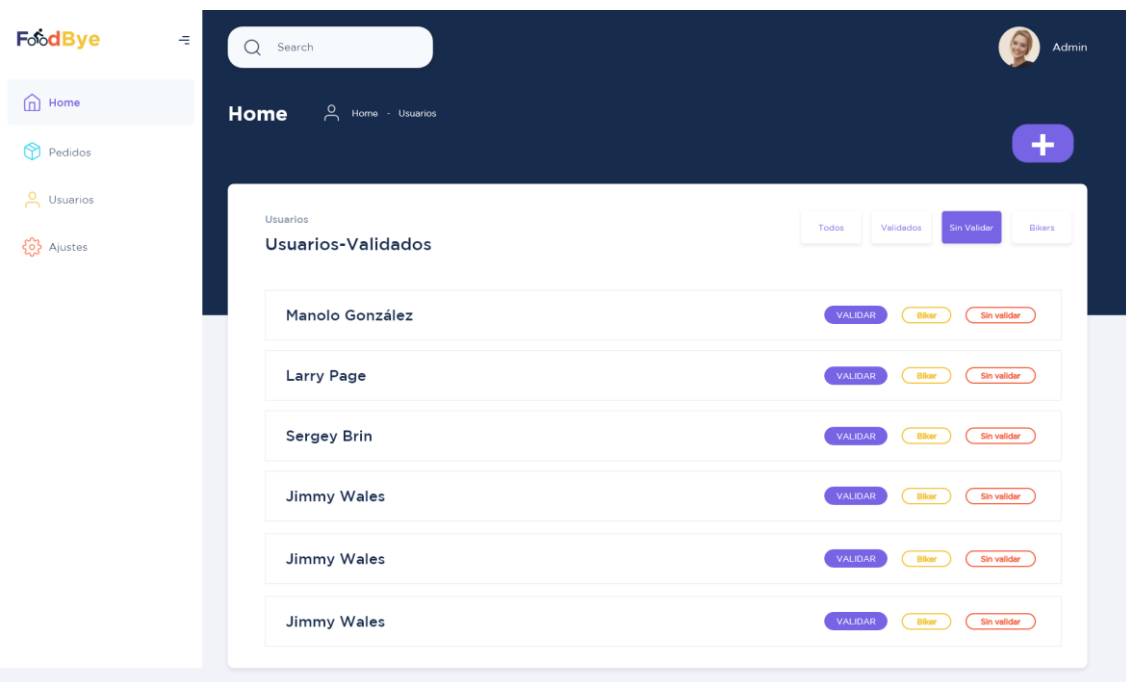 FoodBye
Search
Admin
Home
Home
Home - Usuarios
Pedidos
Usuarios
Ajustes
Usuarios
Usuarios-Validados
Todos
Validados
Sin Validar
Bikers
Manolo González VALIDAR Biker Sin validar
Larry Page VALIDAR Biker Sin validar
Sergey Brin VALIDAR Biker Sin validar
Jimmy Wales VALIDAR Biker Sin validar
Jimmy Wales VALIDAR Biker Sin validar
Jimmy Wales VALIDAR Biker Sin validar